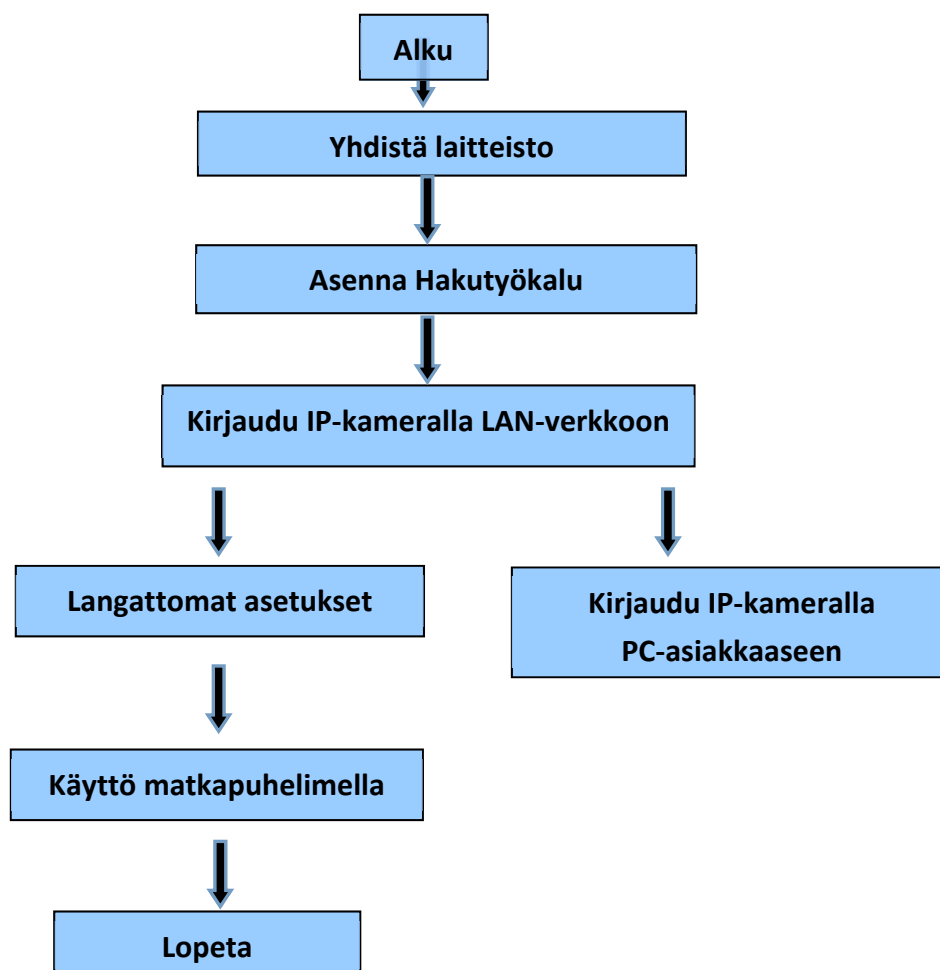 Alku
Yhdistä laitteisto
Asenna Hakutyökalu
Kirjaudu IP-kameralla LAN-verkkoon
Langattomat asetukset
Kirjaudu IP-kameralla
PC-asiakkaaseen
Käyttö matkapuhelimella
Lopeta